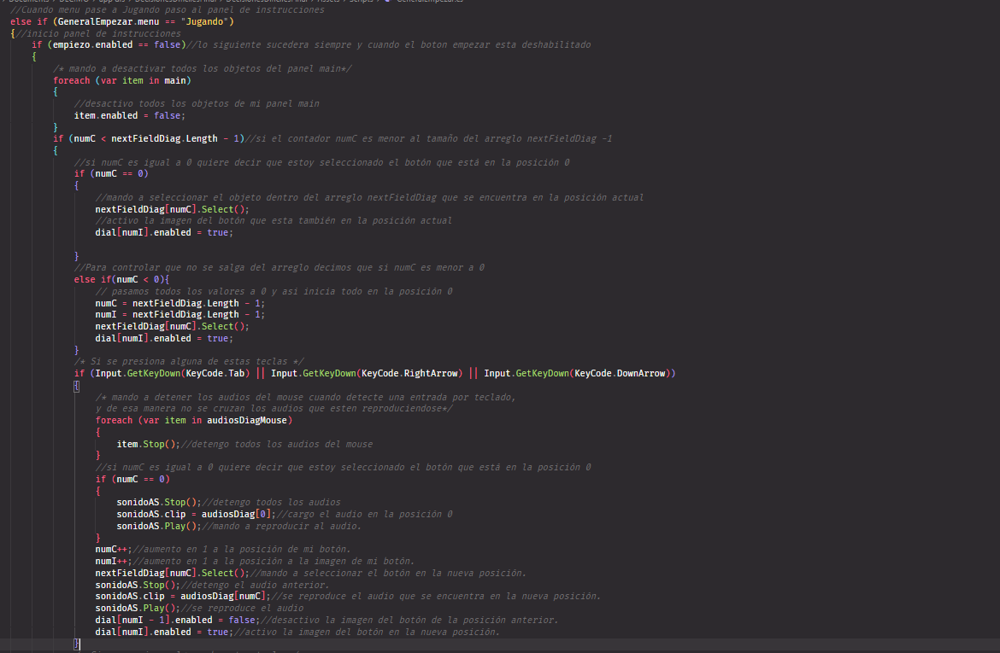 //Cuando menu pase a Jugando paso al panel de instrucciones
else if (GeneralEmpezar.menu == "Jugando")
{//inicio panel de instrucciones
if (empiezo.enabled == false)//lo siguiente sucedera siempre y cuando el boton empezar esta deshabilitado
{
/* mando a desactivar todos los objetos del panel main*/
foreach (var item in main)
{
//desactivo todos los objetos de mi panel main
item.enabled = false;
}
if (numC < nextFieldDiag.Length - 1)//si el contador numC es menor al tamaño del arreglo nextFieldDiag -1
{
//si numC es igual a 0 quiere decir que estoy seleccionado el botón que está en la posición 0
if (numC == 0)
{
//mando a seleccionar el objeto dentro del arreglo nextFieldDiag que se encuentra en la posición actual
nextFieldDiag[numC].Select();
//activo la imagen del botón que esta también en la posición actual
dial[numI].enabled = true;
}
//Para controlar que no se salga del arreglo decimos que si numC es menor a 0
else if(numC < 0){
// pasamos todos los valores a 0 y asi inicia todo en la posición 0
numC = nextFieldDiag.Length - 1;
numI = nextFieldDiag.Length - 1;
nextFieldDiag[numC].Select();
dial[numI].enabled = true;
}
/* Si se presiona alguna de estas teclas */
if (Input.GetKeyDown(KeyCode.Tab) || Input.GetKeyDown(KeyCode.RightArrow) || Input.GetKeyDown(KeyCode.DownArrow))
{
/* mando a detener los audios del mouse cuando detecte una entrada por teclado,
y de esa manera no se cruzan los audios que esten reproduciendose*/
foreach (var item in audiosDiagMouse)
{
item.Stop();//detengo todos los audios del mouse
}
//si numC es igual a 0 quiere decir que estoy seleccionado el botón que está en la posición 0
if (numC == 0)
{
sonidoAS.Stop();//detengo todos los audios
sonidoAS.clip = audiosDiag[0];//cargo el audio en la posición 0
sonidoAS.Play();//mando a reproducir al audio.
}
numC++;//aumento en 1 a la posición de mi botón.
numI++;//aumento en 1 a la posición a la imagen de mi botón.
nextFieldDiag[numC].Select();//mando a seleccionar el botón en la nueva posición.
sonidoAS.Stop();//detengo el audio anterior.
sonidoAS.clip = audiosDiag[numC];//se reproduce el audio que se encuentra en la nueva posición.
sonidoAS.Play();//se reproduce el audio
dial[numI - 1].enabled = false;//desactivo la imagen del botón de la posición anterior.
dial[numI].enabled = true;//activo la imagen del botón en la nueva posición.
}